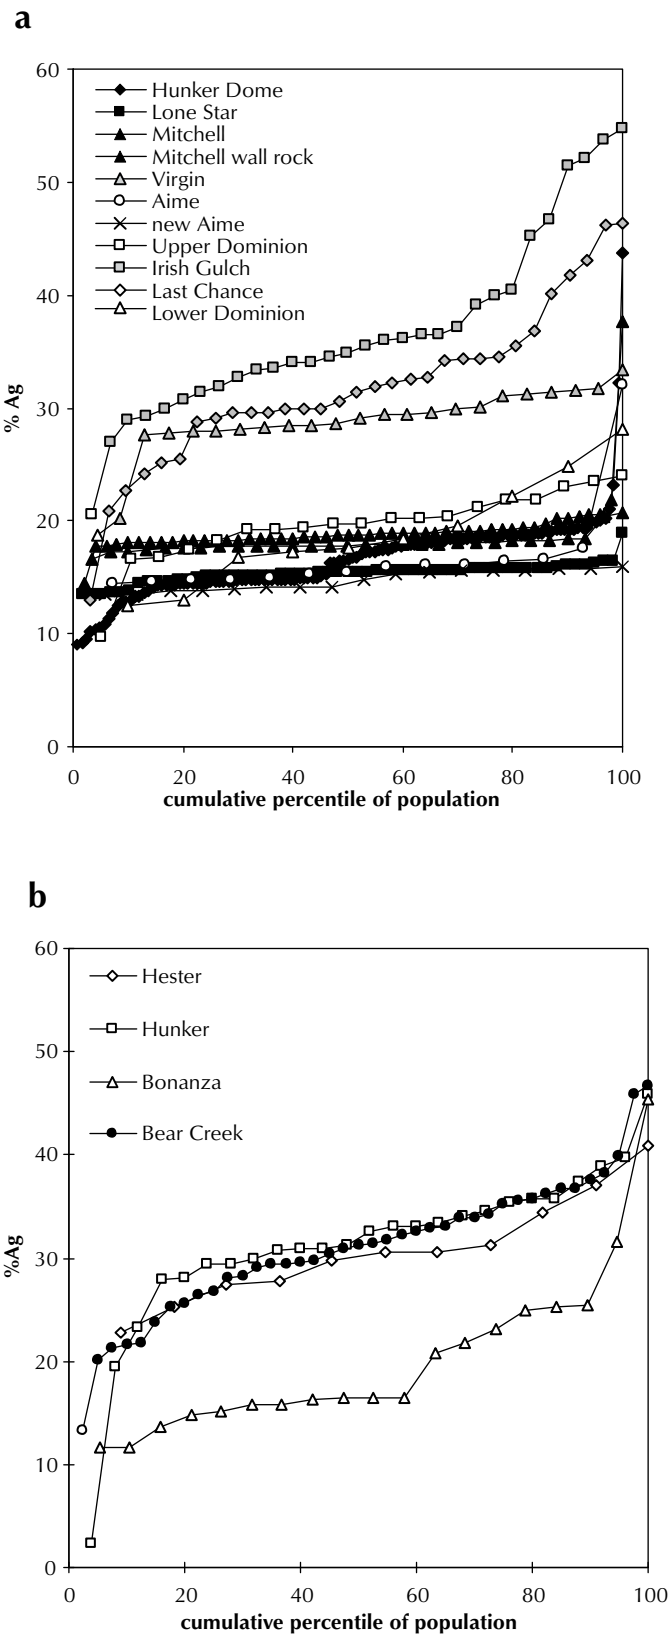 a
60
50
40
30
20
10
0
% Ag
Hunker Dome
Lone Star
Mitchell
Mitchell wall rock
Virgin
Aime
new Aime
Upper Dominion
Irish Gulch
Last Chance
Lower Dominion
0 20 40 60 80 100
cumulative percentile of population
b
60
50
40
30
20
10
0
%Ag
Hester
Hunker
Bonanza
Bear Creek
0 20 40 60 80 100
cumulative percentile of population